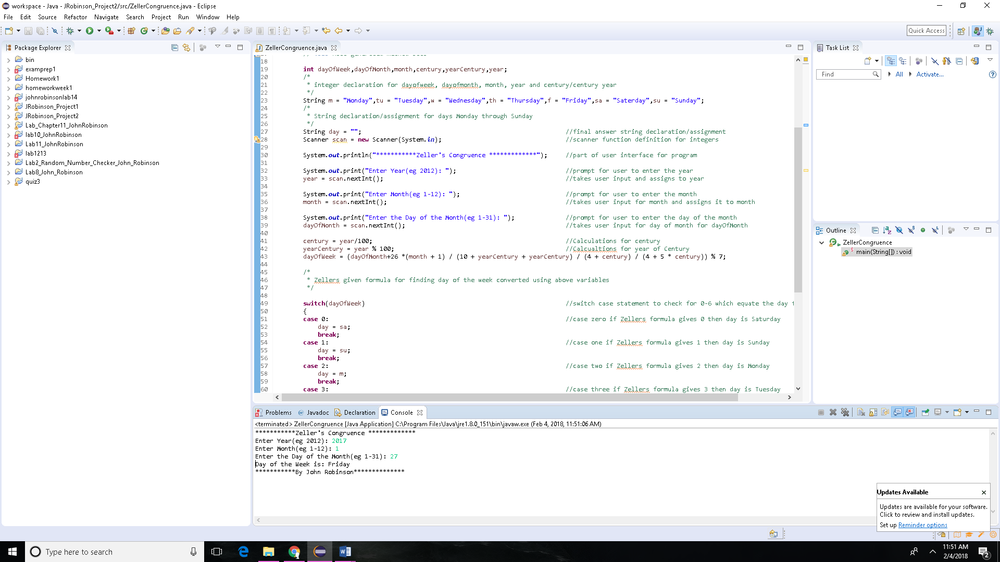 workspace - Java - JRobinson_Project2/src/ZellerCongruence.java - Eclipse
File Edit Source Refactor Navigate Search Project Run Window Help
Quick Access
Package Explorer
bin
examprep1
Homework1
homeworkweek1
johnrobinsonlab14
JRobinson_Project1
JRobinson_Project2
Lab_Chapter11_JohnRobinson
lab10_JohnRobinson
Lab11_JohnRobinson
lab1213
Lab2_Random_Number_Checker_John_Robinson
Lab8_John_Robinson
quiz3
ZellerCongruence.java
18
19 int dayOfWeek,dayOfMonth,month,century,yearCentury,year;
20 /*
21 * integer declaration for dayofweek, dayofmonth, month, year and century/century year
22 */
23 String m = "Monday",tu = "Tuesday",w = "Wednesday",th = "Thursday",f = "Friday",sa = "Saterday",su = "Sunday";
24 /*
25 * String declaration/assignment for days Monday through Sunday
26 */
27 String day = ""; //final answer string declaration/assignment
28 Scanner scan = new Scanner(System.in); //scanner function definition for integers
29
30 System.out.println("***********Zeller's Congruence *************"); //part of user interface for program
31
32 System.out.print("Enter Year(eg 2012): "); //prompt for user to enter the year
33 year = scan.nextInt(); //takes user input and assigns to year
34
35 System.out.print("Enter Month(eg 1-12): "); //prompt for user to enter the month
36 month = scan.nextInt(); //takes user input for month and assigns it to month
37
38 System.out.print("Enter the Day of the Month(eg 1-31): "); //prompt for user to enter the day of the month
39 dayOfMonth = scan.nextInt(); //takes user input for day of month for dayOfMonth
40
41 century = year/100; //Calculations for century
42 yearCentury = year % 100; //Calcualtions for year of Century
43 dayOfWeek = (dayOfMonth+26 *(month + 1) / (10 + yearCentury + yearCentury) / (4 + century) / (4 + 5 * century)) % 7;
44
45 /*
46 * Zellers given formula for finding day of the week converted using above variables
47 */
48
49 switch(dayOfWeek) //switch case statement to check for 0-6 which equate the day
50 {
51 case 0: //case zero if Zellers formula gives 0 then day is Saturday
52 day = sa;
53 break;
54 case 1: //case one if Zellers formula gives 1 then day is Sunday
55 day = su;
56 break;
57 case 2: //case two if Zellers formula gives 2 then day is Monday
58 day = m;
59 break;
60 case 3: //case three if Zellers formula gives 3 then day is Tuesday
Task List
Find All Activate...
Outline
ZellerCongruence
main(String[]) : void
Problems Javadoc Declaration Console
<terminated> ZellerCongruence [Java Application] C:\Program Files\Java\jre1.8.0_151\bin\javaw.exe (Feb 4, 2018, 11:51:06 AM)
***********Zeller's Congruence *************
Enter Year(eg 2012): 2017
Enter Month(eg 1-12): 1
Enter the Day of the Month(eg 1-31): 27
Day of the Week is: Friday
***********By John Robinson**************
Updates Available
Updates are available for your software.
Click to review and install updates.
Set up Reminder options
Type here to search
11:51 AM
2/4/2018
2